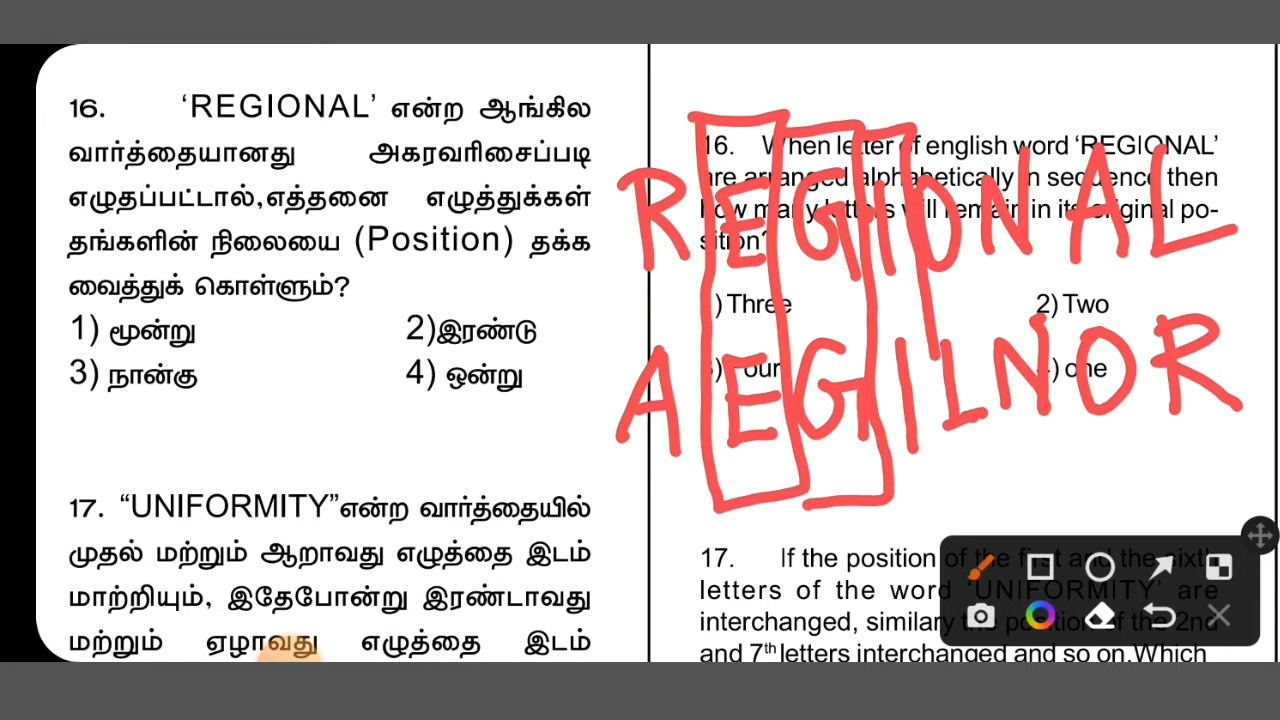 16. ‘REGIONAL’ என்ற ஆங்கில
வார்த்தையானது அகரவரிசைப்படி
எழுதப்பட்டால்,எத்தனை எழுத்துக்கள்
தங்களின் நிலையை (Position) தக்க
வைத்துக் கொள்ளும்?
1) மூன்று 2)இரண்டு
3) நான்கு 4) ஒன்று
17. “UNIFORMITY”என்ற வார்த்தையில்
முதல் மற்றும் ஆறாவது எழுத்தை இடம்
மாற்றியும், இதேபோன்று இரண்டாவது
மற்றும் ஏழாவது எழுத்தை இடம்
16. When letter of english word ‘REGIONAL’
are arranged alphabetically in sequence then
how many letters will remain in its original po-
sition?
1) Three 2) Two
3) Four 4) one
REGIONAL
AEGILNOR
17. If the position of the first and the sixth
letters of the word ‘UNIFORMITY’ are
interchanged, similary the position of the 2nd
and 7th letters interchanged and so on.Which